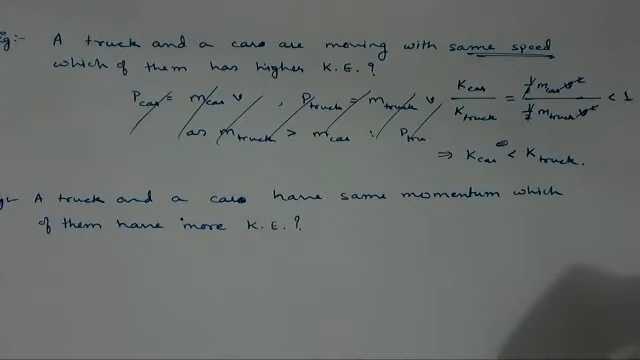 Eg:- A truck and a car are moving with same speed
which of them has higher K.E.?
P_car = m_car v , P_truck = m_truck v K_car / K_truck = ½ m_car v² / ½ m_truck v² < 1
as m_truck > m_car ∴ P_tru
⇒ K_car < K_truck.
g:- A truck and a car have same momentum which
of them have more K.E.?